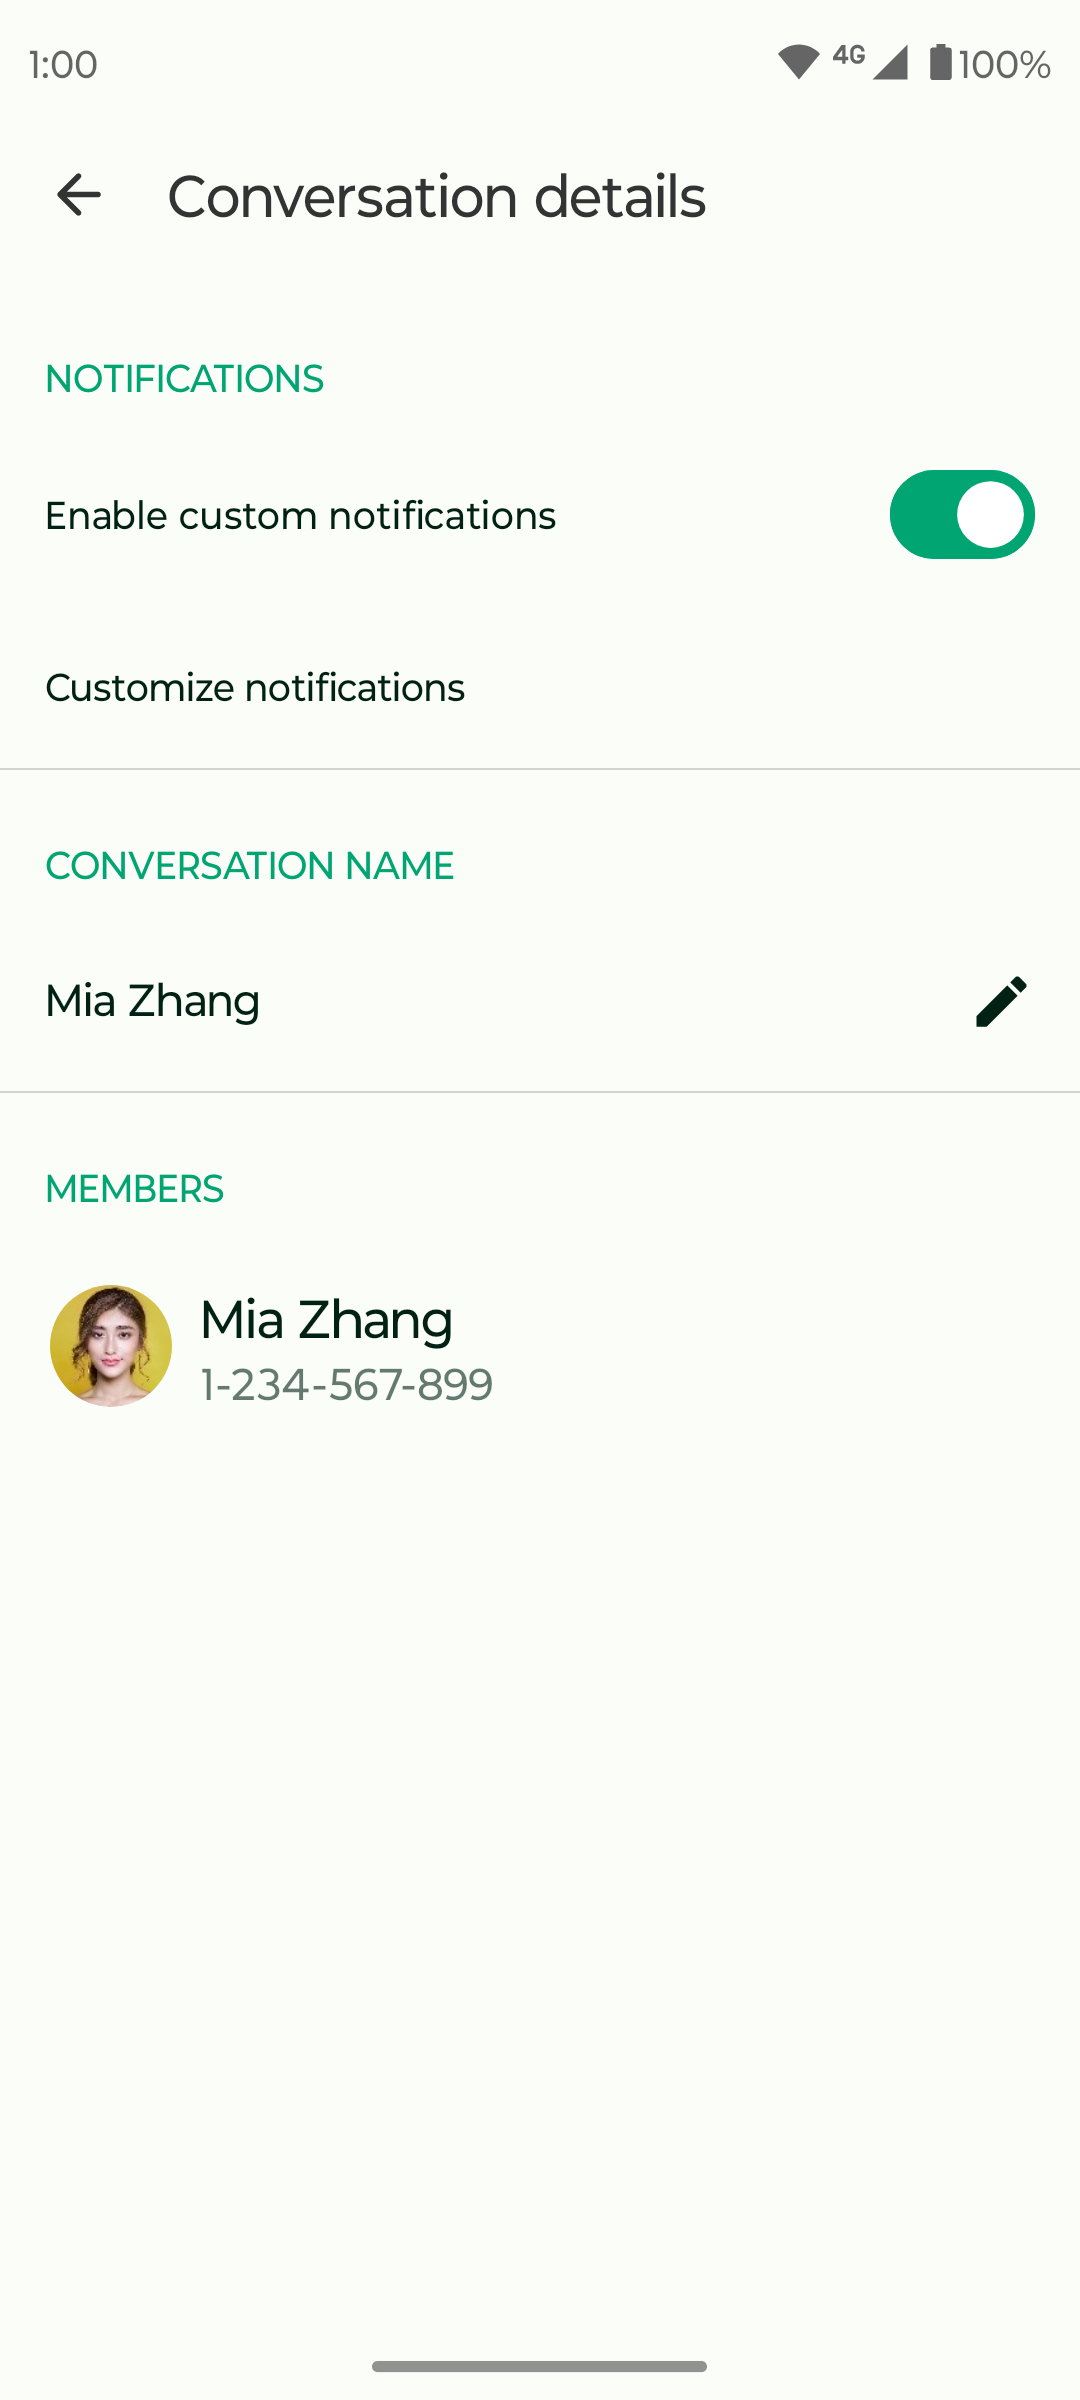 1:00 4G 100%
Conversation details
NOTIFICATIONS
Enable custom notifications
Customize notifications
CONVERSATION NAME
Mia Zhang
MEMBERS
Mia Zhang
1-234-567-899